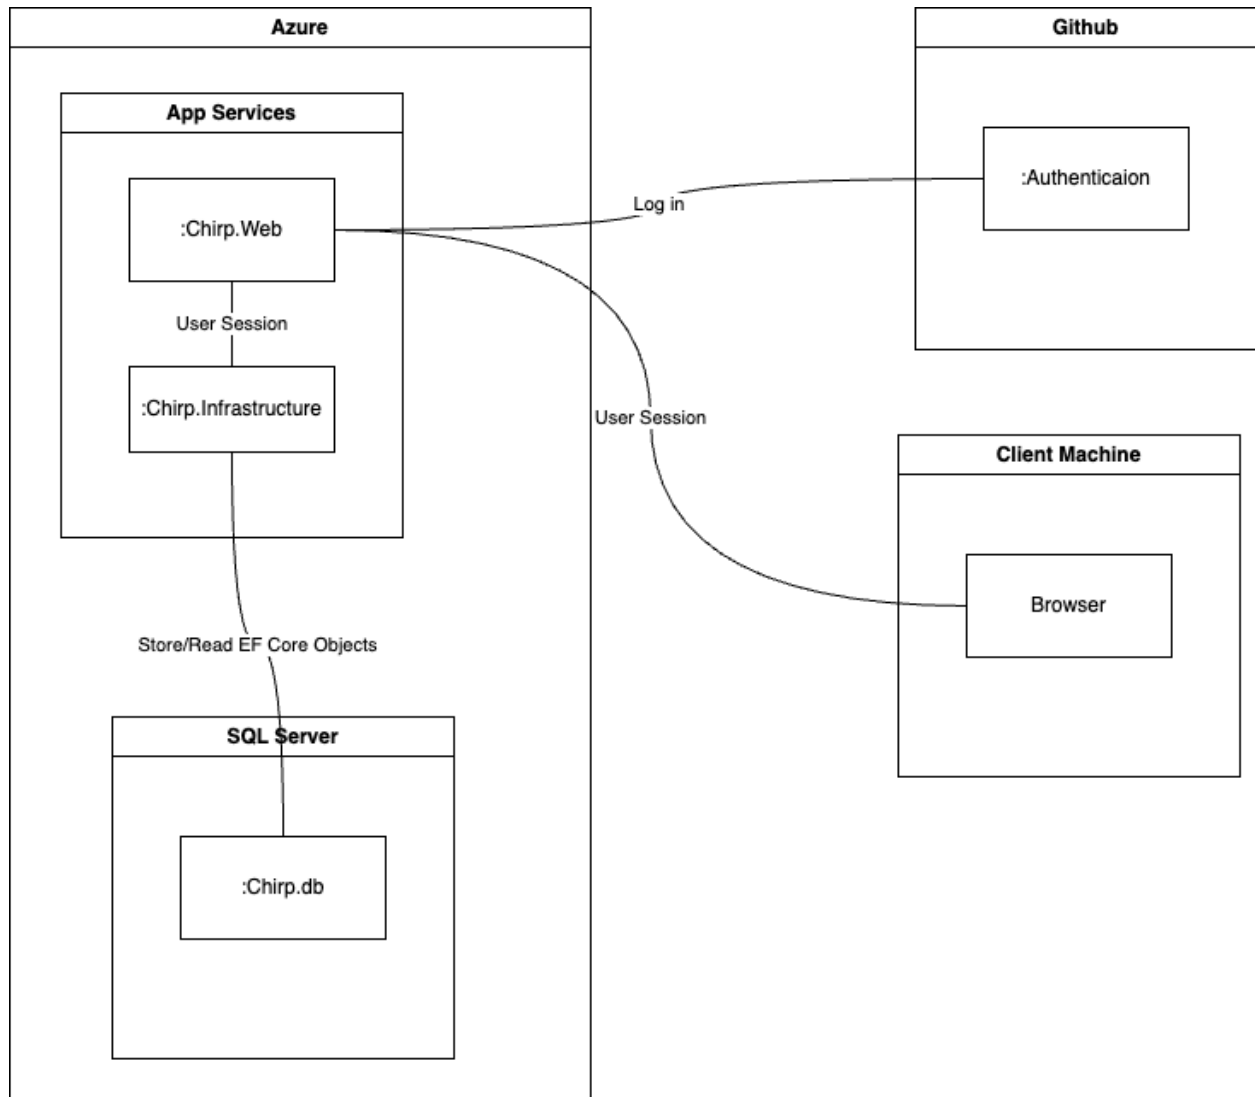 Azure
App Services
:Chirp.Web
User Session
:Chirp.Infrastructure
Store/Read EF Core Objects
SQL Server
:Chirp.db
Log in
User Session
Github
:Authenticaion
Client Machine
Browser